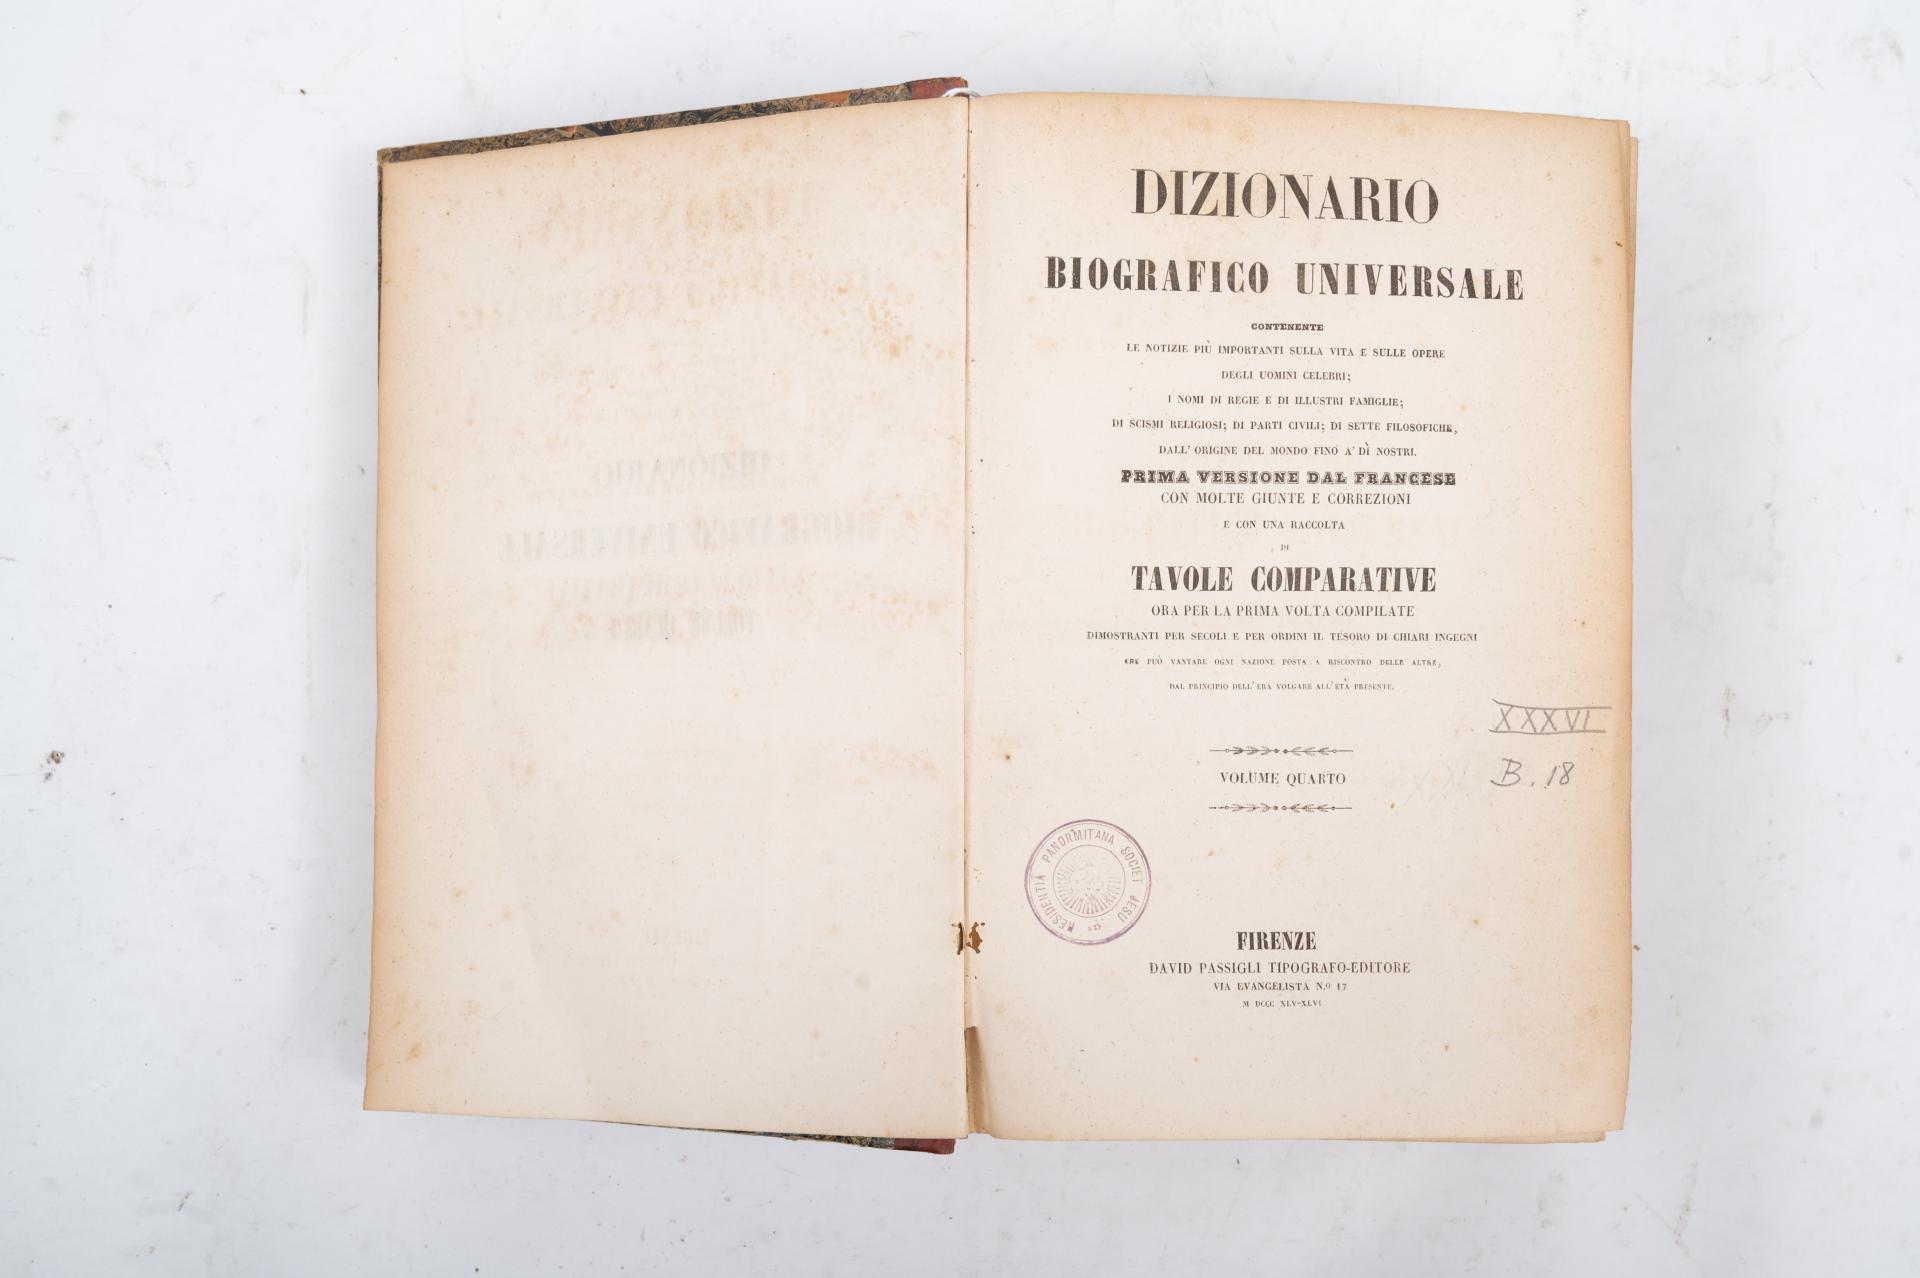 DIZIONARIO
BIOGRAFICO UNIVERSALE
CONTENENTE
LE NOTIZIE PIÙ IMPORTANTI SULLA VITA E SULLE OPERE
DEGLI UOMINI CELEBRI;
I NOMI DI REGIE E DI ILLUSTRI FAMIGLIE;
DI SCISMI RELIGIOSI; DI PARTI CIVILI; DI SETTE FILOSOFICHE,
DALL' ORIGINE DEL MONDO FINO A' DÌ NOSTRI.
PRIMA VERSIONE DAL FRANCESE
CON MOLTE GIUNTE E CORREZIONI
E CON UNA RACCOLTA
DI
TAVOLE COMPARATIVE
ORA PER LA PRIMA VOLTA COMPILATE
DIMOSTRANTI PER SECOLI E PER ORDINI IL TESORO DI CHIARI INGEGNI
CHE PUÒ VANTARE OGNI NAZIONE POSTA A RISCONTRO DELLE ALTRE,
DAL PRINCIPIO DELL' ERA VOLGARE ALL' ETÀ PRESENTE.
XXXVI
VOLUME QUARTO
B. 18
RESIDENTIA PANORMITANA SOCIET JESU
FIRENZE
DAVID PASSIGLI TIPOGRAFO-EDITORE
VIA EVANGELISTA N.º 17
M DCCC XLV-XLVI